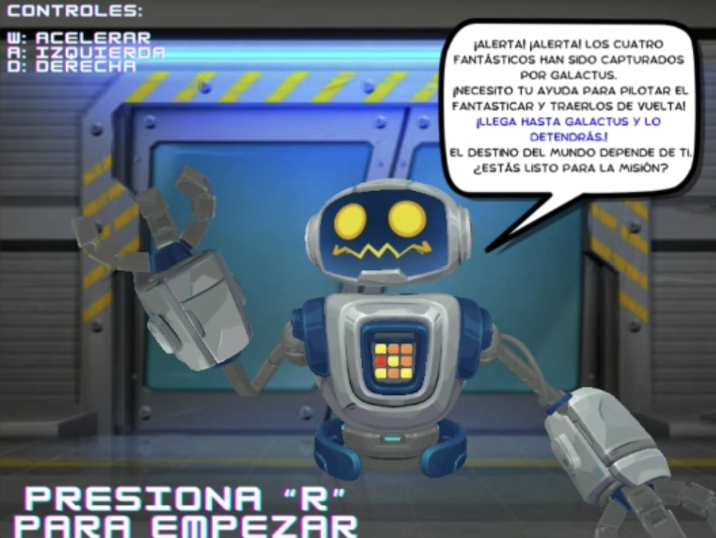 CONTROLES:
W: ACELERAR
A: IZQUIERDA
D: DERECHA
¡ALERTA! ¡ALERTA! LOS CUATRO
FANTÁSTICOS HAN SIDO CAPTURADOS
POR GALACTUS.
¡NECESITO TU AYUDA PARA PILOTAR EL
FANTASTICAR Y TRAERLOS DE VUELTA!
¡LLEGA HASTA GALACTUS Y LO
DETENDRÁS!
EL DESTINO DEL MUNDO DEPENDE DE TI.
¿ESTÁS LISTO PARA LA MISIÓN?
PRESIONA "R"
PARA EMPEZAR